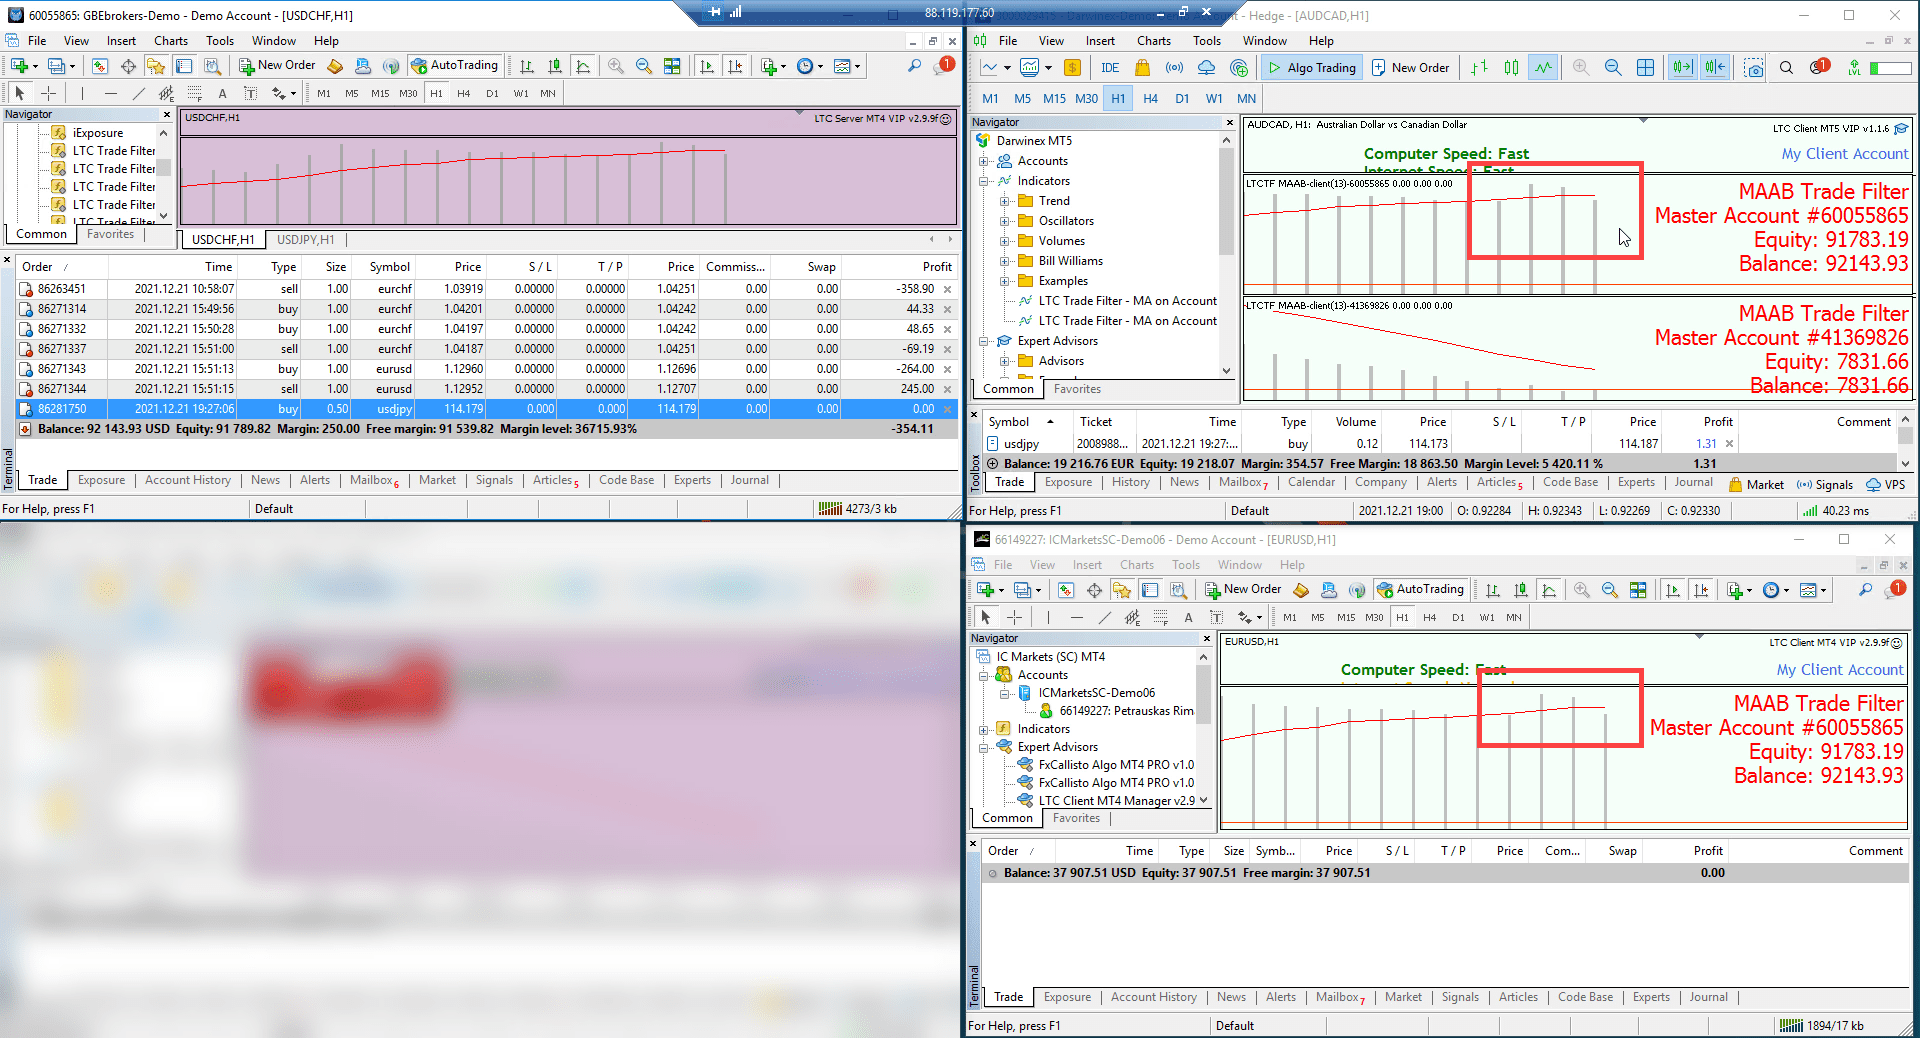 60055865: GBEbrokers-Demo - Demo Account - [USDCHF,H1]
88.119.177.60
Account - Hedge - [AUDCAD,H1]
File View Insert Charts Tools Window Help
New Order AutoTrading 1
M1 M5 M15 M30 H1 H4 D1 W1 MN
Navigator
iExposure
LTC Trade Filter
LTC Trade Filter
LTC Trade Filter
LTC Trade Filter
LTC Trade Filter
Common Favorites
USDCHF,H1
LTC Server MT4 VIP v2.9.9f
USDCHF,H1 USDJPY,H1
Order / Time Type Size Symbol Price S / L T / P Price Commiss... Swap Profit
86263451 2021.12.21 10:58:07 sell 1.00 eurchf 1.03919 0.00000 0.00000 1.04251 0.00 0.00 -358.90
86271314 2021.12.21 15:49:56 buy 1.00 eurchf 1.04201 0.00000 0.00000 1.04242 0.00 0.00 44.33
86271332 2021.12.21 15:50:28 buy 1.00 eurchf 1.04197 0.00000 0.00000 1.04242 0.00 0.00 48.65
86271337 2021.12.21 15:51:00 sell 1.00 eurchf 1.04187 0.00000 0.00000 1.04251 0.00 0.00 -69.19
86271343 2021.12.21 15:51:13 buy 1.00 eurusd 1.12960 0.00000 0.00000 1.12696 0.00 0.00 -264.00
86271344 2021.12.21 15:51:15 sell 1.00 eurusd 1.12952 0.00000 0.00000 1.12707 0.00 0.00 245.00
86281750 2021.12.21 19:27:06 buy 0.50 usdjpy 114.179 0.000 0.000 114.179 0.00 0.00 0.00
Balance: 92 143.93 USD Equity: 91 789.82 Margin: 250.00 Free margin: 91 539.82 Margin level: 36715.93% -354.11
Terminal
Trade Exposure Account History News Alerts Mailbox 6 Market Signals Articles 5 Code Base Experts Journal
For Help, press F1 Default 4273/3 kb
File View Insert Charts Tools Window Help
IDE Algo Trading New Order 1 LVL
M1 M5 M15 M30 H1 H4 D1 W1 MN
Navigator
Darwinex MT5
Accounts
Indicators
Trend
Oscillators
Volumes
Bill Williams
Examples
LTC Trade Filter - MA on Account
LTC Trade Filter - MA on Account
Expert Advisors
Advisors
Common Favorites
AUDCAD, H1: Australian Dollar vs Canadian Dollar
LTC Client MT5 VIP v1.1.6
Computer Speed: Fast
My Client Account
Internet Speed: Fast
LTCTF MAAB-client(13)-60055865 0.00 0.00 0.00
MAAB Trade Filter
Master Account #60055865
Equity: 91783.19
Balance: 92143.93
LTCTF MAAB-client(13)-41369826 0.00 0.00 0.00
MAAB Trade Filter
Master Account #41369826
Equity: 7831.66
Balance: 7831.66
Symbol Ticket Time Type Volume Price S / L T / P Price Profit Comment
usdjpy 2008988... 2021.12.21 19:27:... buy 0.12 114.173 114.187 1.31
Balance: 19 216.76 EUR Equity: 19 218.07 Margin: 354.57 Free Margin: 18 863.50 Margin Level: 5 420.11 % 1.31
Toolbox
Trade Exposure History News Mailbox 7 Calendar Company Alerts Articles 5 Code Base Experts Journal Market Signals VPS
For Help, press F1 Default 2021.12.21 19:00 O: 0.92284 H: 0.92343 L: 0.92269 C: 0.92330 40.23 ms
66149227: ICMarketsSC-Demo06 - Demo Account - [EURUSD,H1]
File View Insert Charts Tools Window Help
New Order AutoTrading 1
A T M1 M5 M15 M30 H1 H4 D1 W1 MN
Navigator
IC Markets (SC) MT4
Accounts
ICMarketsSC-Demo06
66149227: Petrauskas Rim
Indicators
Expert Advisors
FxCallisto Algo MT4 PRO v1.0
FxCallisto Algo MT4 PRO v1.0
LTC Client MT4 Manager v2.9
Common Favorites
EURUSD,H1
LTC Client MT4 VIP v2.9.9f
Computer Speed: Fast
My Client Account
MAAB Trade Filter
Master Account #60055865
Equity: 91783.19
Balance: 92143.93
Order / Time Type Size Symb... Price S / L T / P Price Com... Swap Profit Comment
Balance: 37 907.51 USD Equity: 37 907.51 Free margin: 37 907.51 0.00
Terminal
Trade Exposure Account History News Alerts Mailbox 7 Market Signals Articles Code Base Experts Journal
For Help, press F1 Default 1894/17 kb